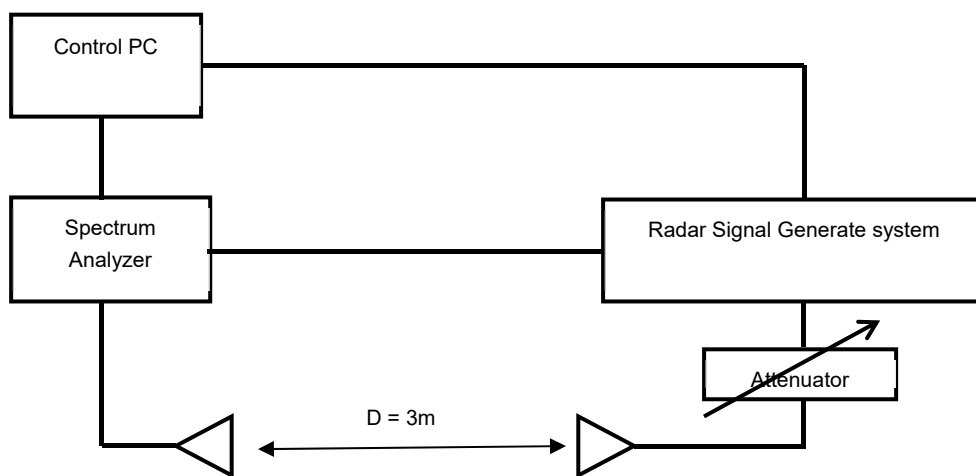 Control PC
Spectrum
Analyzer
Radar Signal Generate system
Attenuator
D = 3m